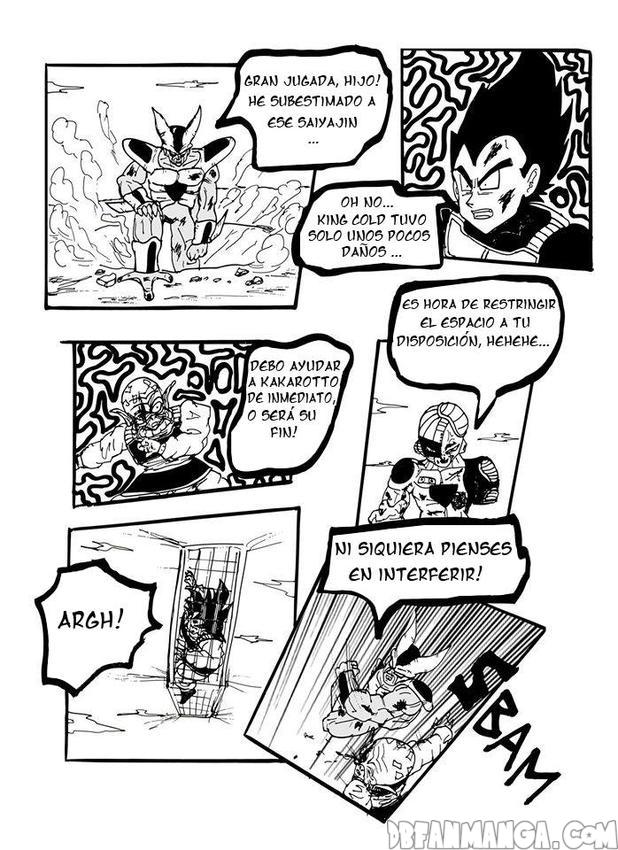 GRAN JUGADA, HIJO!
HE SUBESTIMADO A
ESE SAIYAJIN
...
OH NO...
KING COLD TUVO
SOLO UNOS POCOS
DAÑOS ...
DEBO AYUDAR
A KAKAROTTO
DE INMEDIATO,
O SERÁ SU
FIN!
ES HORA DE RESTRINGIR
EL ESPACIO A TU
DISPOSICIÓN, HEHEHE...
ARGH!
NI SIQUIERA PIENSES
EN INTERFERIR!
SBAM
DBFANMANGA.COM